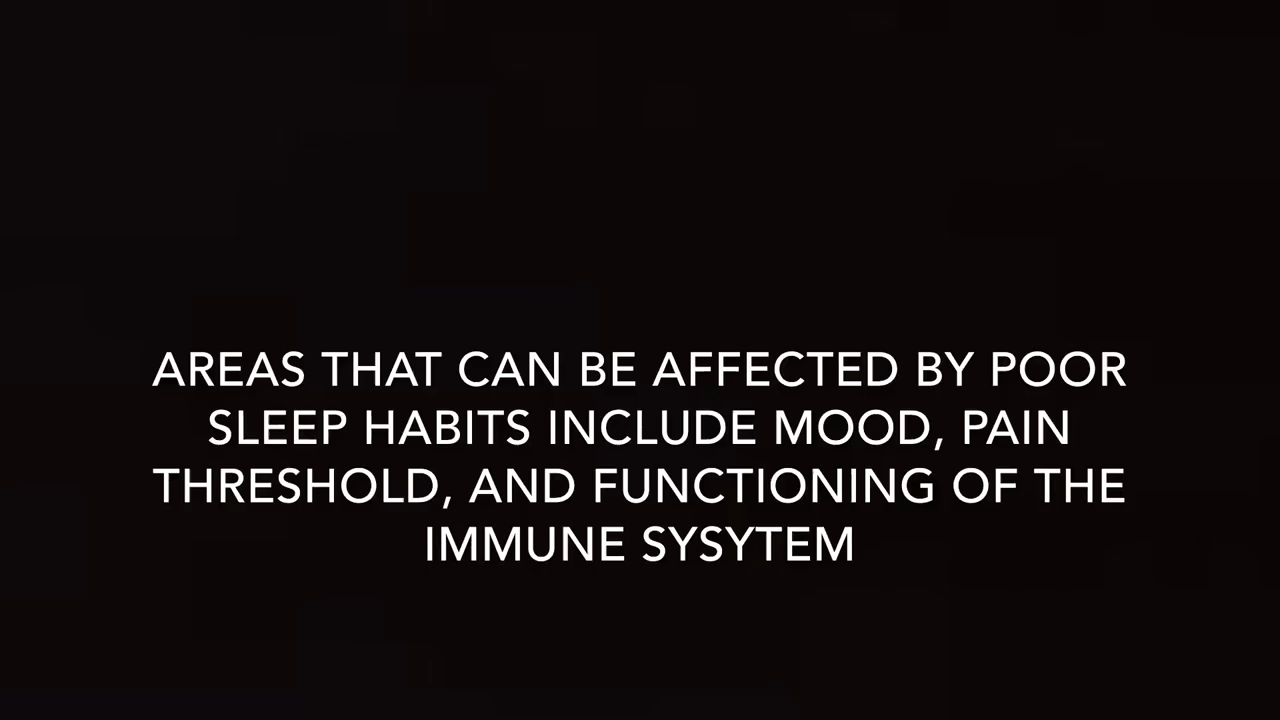 AREAS THAT CAN BE AFFECTED BY POOR
SLEEP HABITS INCLUDE MOOD, PAIN
THRESHOLD, AND FUNCTIONING OF THE
IMMUNE SYSYTEM